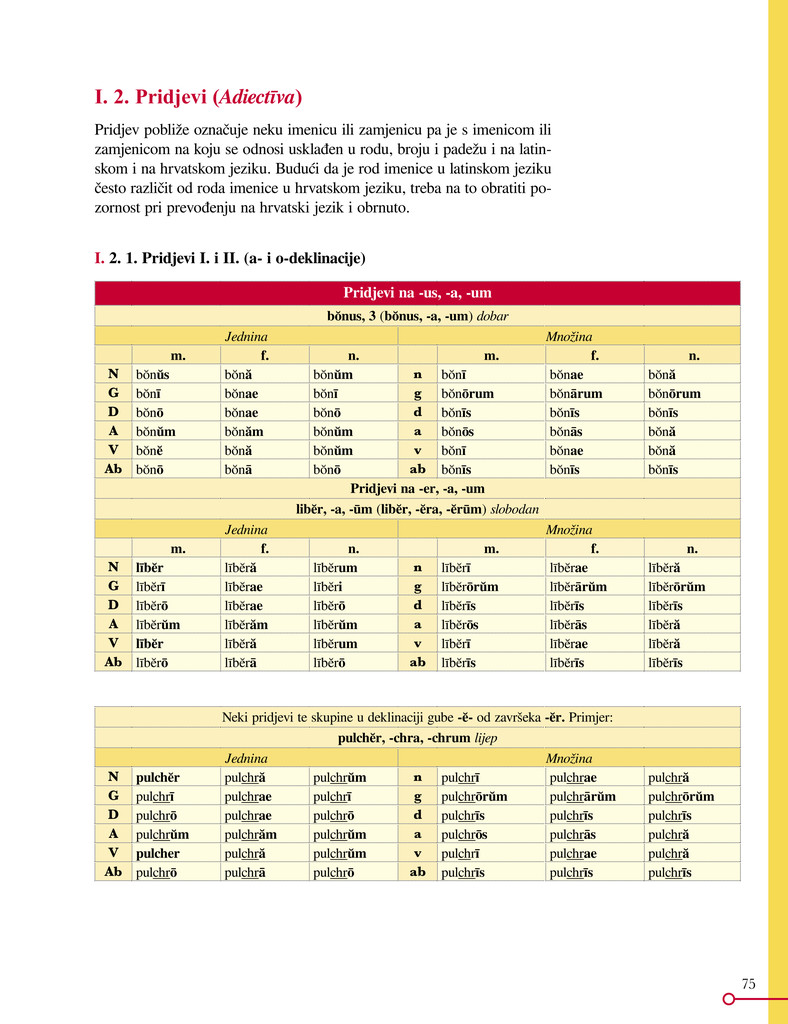 I. 2. Pridjevi (Adiectīva)
Pridjev pobliže označuje neku imenicu ili zamjenicu pa je s imenicom ili
zamjenicom na koju se odnosi usklađen u rodu, broju i padežu i na latin-
skom i na hrvatskom jeziku. Budući da je rod imenice u latinskom jeziku
često različit od roda imenice u hrvatskom jeziku, treba na to obratiti po-
zornost pri prevođenju na hrvatski jezik i obrnuto.
I. 2. 1. Pridjevi I. i II. (a- i o-deklinacije)
Pridjevi na -us, -a, -um
bŏnus, 3 (bŏnus, -a, -um) dobar
Jednina Množina
m. f. n. m. f. n.
N bŏnŭs bŏnă bŏnŭm n bŏnī bŏnae bŏnă
G bŏnī bŏnae bŏnī g bŏnōrum bŏnārum bŏnōrum
D bŏnō bŏnae bŏnō d bŏnīs bŏnīs bŏnīs
A bŏnŭm bŏnăm bŏnŭm a bŏnōs bŏnās bŏnă
V bŏnĕ bŏnă bŏnŭm v bŏnī bŏnae bŏnă
Ab bŏnō bŏnā bŏnō ab bŏnīs bŏnīs bŏnīs
Pridjevi na -er, -a, -um
libĕr, -a, -ūm (libĕr, -ĕra, -ĕrūm) slobodan
Jednina Množina
m. f. n. m. f. n.
N lībĕr lībĕră lībĕrum n lībĕrī lībĕrae lībĕră
G lībĕrī lībĕrae lībĕri g lībĕrōrŭm lībĕrārŭm lībĕrōrŭm
D lībĕrō lībĕrae lībĕrō d lībĕrīs lībĕrīs lībĕrīs
A lībĕrŭm lībĕrăm lībĕrŭm a lībĕrōs lībĕrās lībĕră
V lībĕr lībĕră lībĕrum v lībĕrī lībĕrae lībĕră
Ab lībĕrō lībĕrā lībĕrō ab lībĕrīs lībĕrīs lībĕrīs
Neki pridjevi te skupine u deklinaciji gube -ĕ- od završeka -ĕr. Primjer:
pulchĕr, -chra, -chrum lijep
Jednina Množina
N pulchĕr pulchră pulchrŭm n pulchrī pulchrae pulchră
G pulchrī pulchrae pulchrī g pulchrōrŭm pulchrārŭm pulchrōrŭm
D pulchrō pulchrae pulchrō d pulchrīs pulchrīs pulchrīs
A pulchrŭm pulchrăm pulchrŭm a pulchrōs pulchrās pulchră
V pulcher pulchră pulchrŭm v pulchrī pulchrae pulchră
Ab pulchrō pulchrā pulchrō ab pulchrīs pulchrīs pulchrīs
75